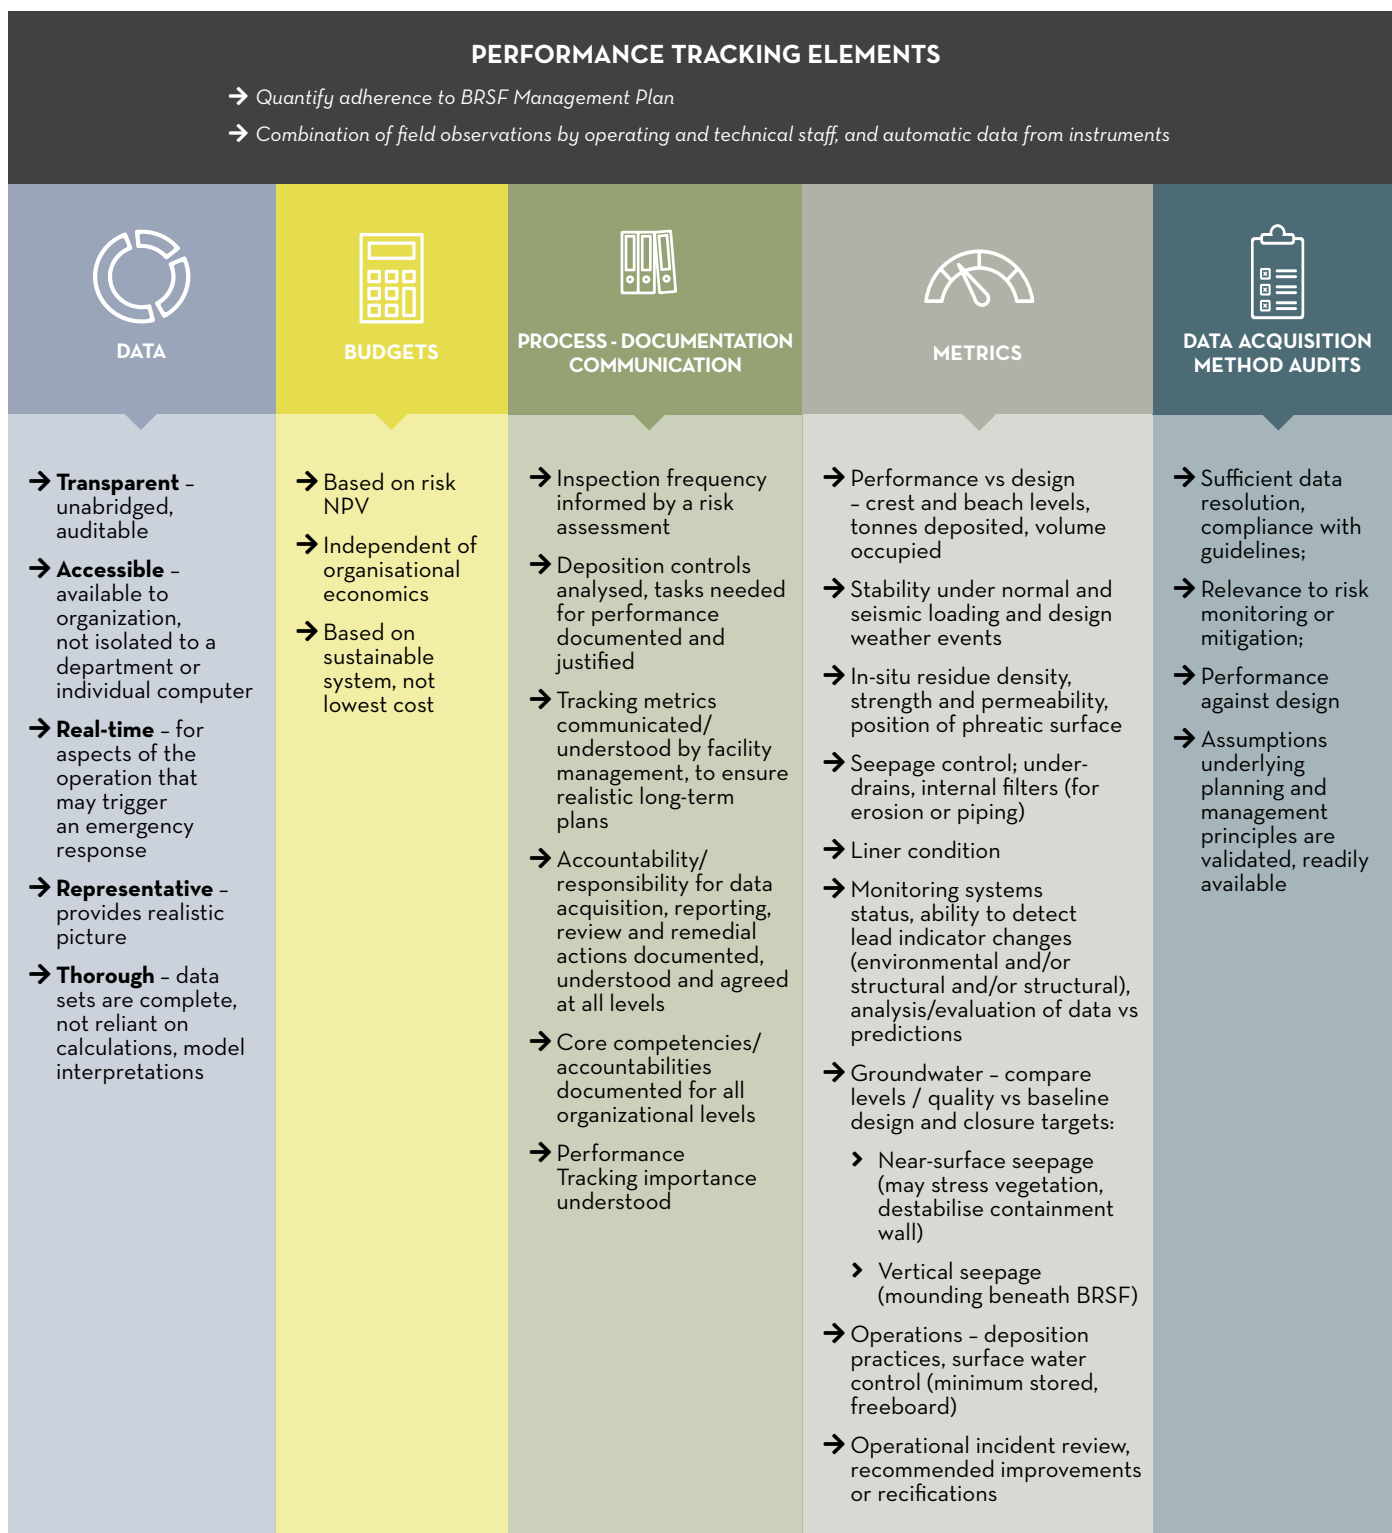 PERFORMANCE TRACKING ELEMENTS
→ Quantify adherence to BRSF Management Plan
→ Combination of field observations by operating and technical staff, and automatic data from instruments
DATA
→ Transparent –
unabridged,
auditable
→ Accessible –
available to
organization,
not isolated to a
department or
individual computer
→ Real-time – for
aspects of the
operation that
may trigger
an emergency
response
→ Representative –
provides realistic
picture
→ Thorough – data
sets are complete,
not reliant on
calculations, model
interpretations
BUDGETS
→ Based on risk
NPV
→ Independent of
organisational
economics
→ Based on
sustainable
system, not
lowest cost
PROCESS - DOCUMENTATION
COMMUNICATION
→ Inspection frequency
informed by a risk
assessment
→ Deposition controls
analysed, tasks needed
for performance
documented and
justified
→ Tracking metrics
communicated/
understood by facility
management, to ensure
realistic long-term
plans
→ Accountability/
responsibility for data
acquisition, reporting,
review and remedial
actions documented,
understood and agreed
at all levels
→ Core competencies/
accountabilities
documented for all
organizational levels
→ Performance
Tracking importance
understood
METRICS
→ Performance vs design
– crest and beach levels,
tonnes deposited, volume
occupied
→ Stability under normal and
seismic loading and design
weather events
→ In-situ residue density,
strength and permeability,
position of phreatic surface
→ Seepage control; under-
drains, internal filters (for
erosion or piping)
→ Liner condition
→ Monitoring systems
status, ability to detect
lead indicator changes
(environmental and/or
structural and/or structural),
analysis/evaluation of data vs
predictions
→ Groundwater – compare
levels / quality vs baseline
design and closure targets:
> Near-surface seepage
(may stress vegetation,
destabilise containment
wall)
> Vertical seepage
(mounding beneath BRSF)
→ Operations – deposition
practices, surface water
control (minimum stored,
freeboard)
→ Operational incident review,
recommended improvements
or recifications
DATA ACQUISITION
METHOD AUDITS
→ Sufficient data
resolution,
compliance with
guidelines;
→ Relevance to risk
monitoring or
mitigation;
→ Performance
against design
→ Assumptions
underlying
planning and
management
principles are
validated, readily
available